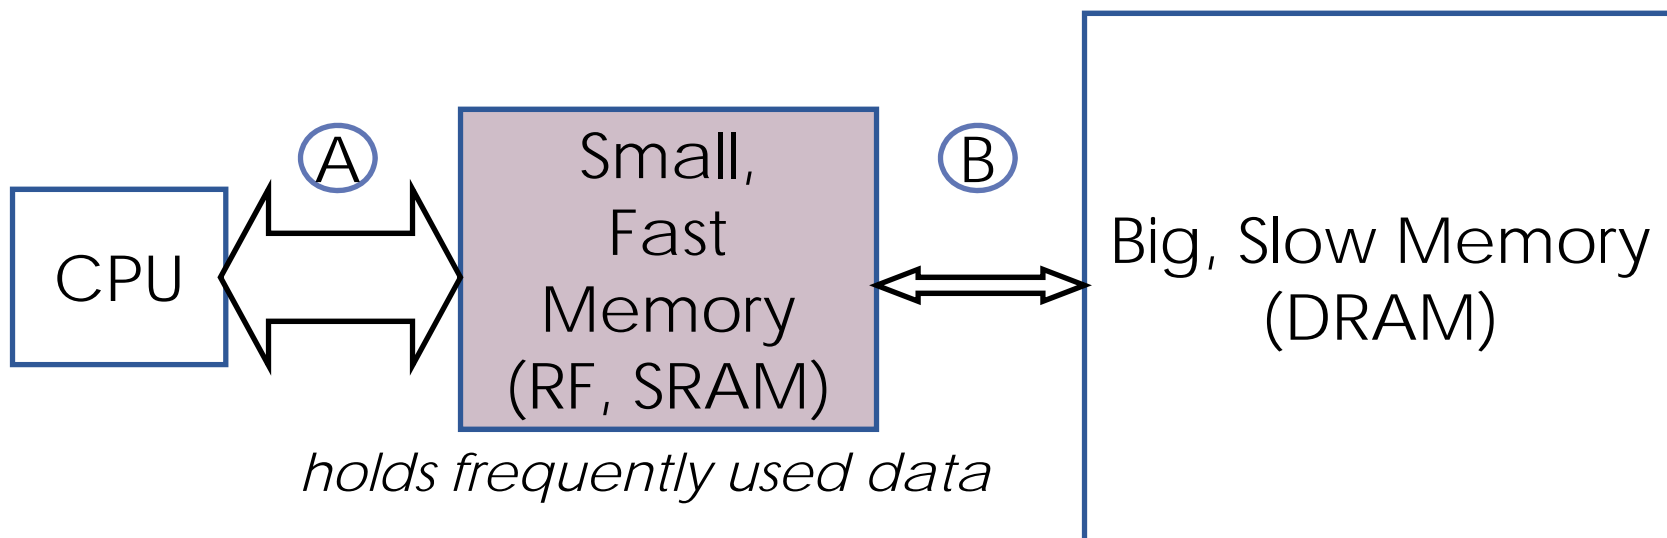 A
B
CPU
Small,
Fast
Memory
(RF, SRAM)
Big, Slow Memory
(DRAM)
holds frequently used data